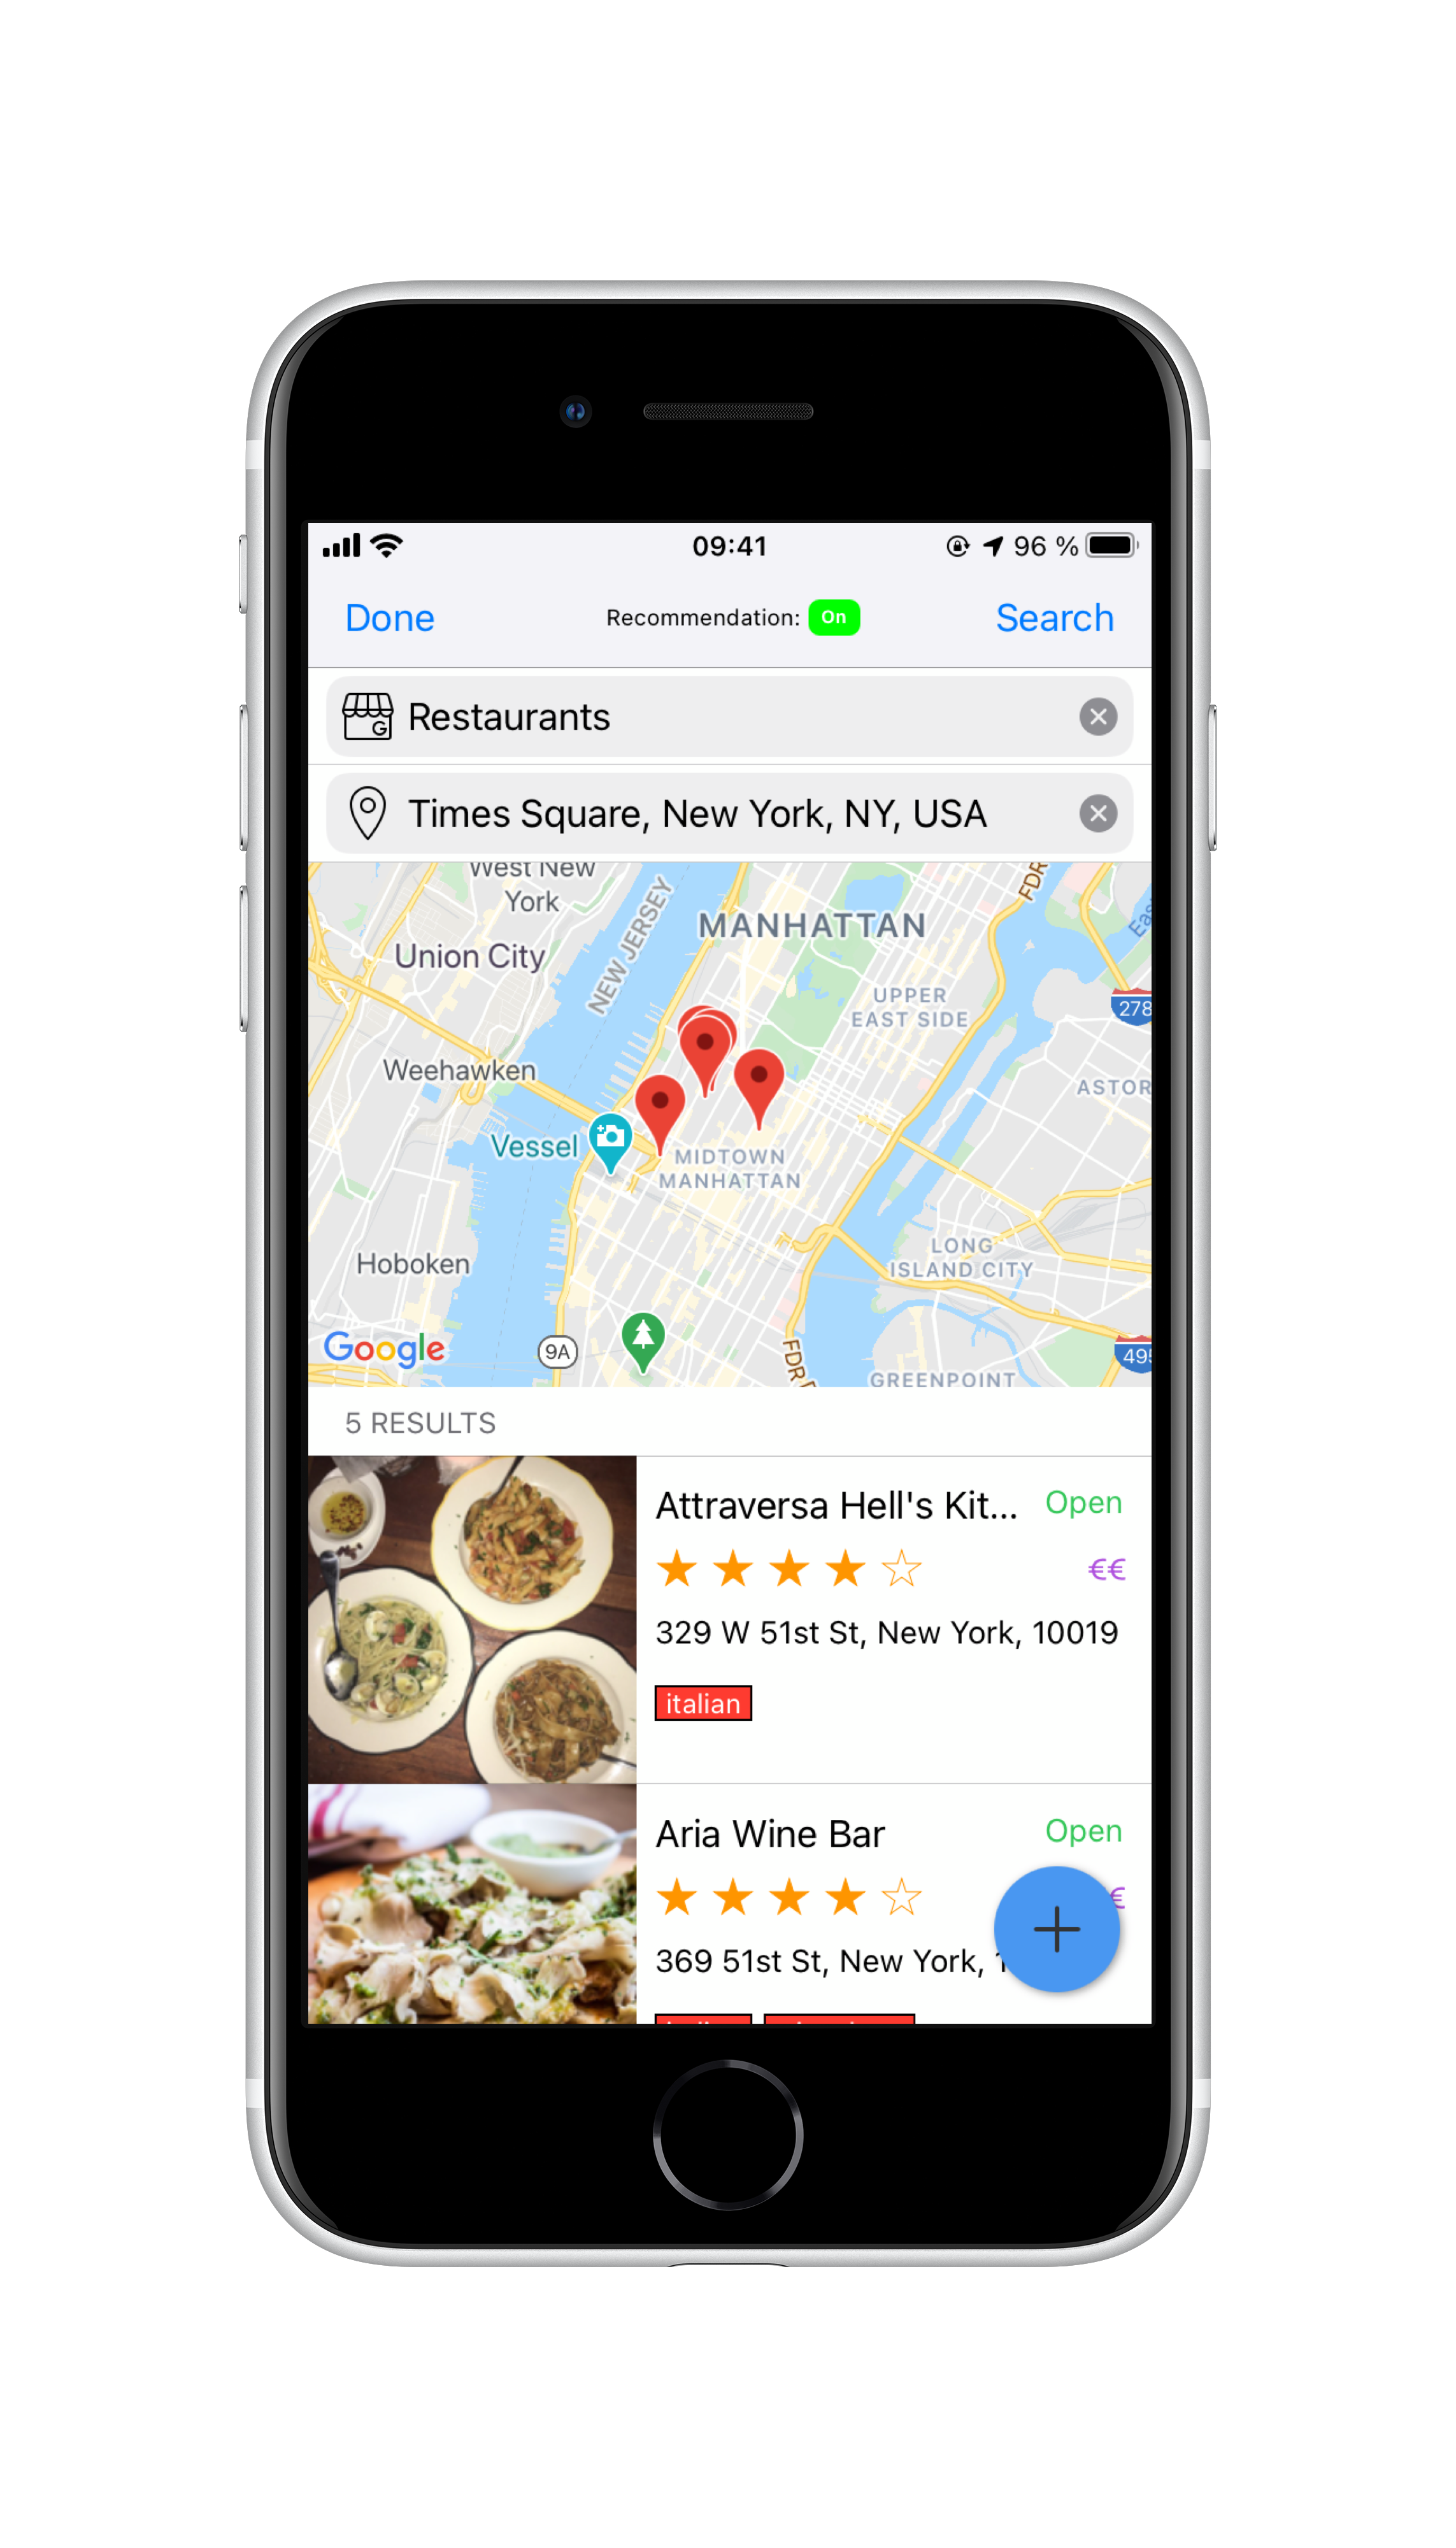 09:41
96 %
Done
Recommendation: On
Search
Restaurants
Times Square, New York, NY, USA
West New
York
Union City
NEW JERSEY
MANHATTAN
FDR
UPPER
EAST SIDE
278
Weehawken
ASTOR
Vessel
MIDTOWN
MANHATTAN
Hoboken
LONG
ISLAND CITY
Google
9A
FDR
495
GREENPOINT
5 RESULTS
Attraversa Hell's Kit...
Open
€€
329 W 51st St, New York, 10019
italian
Aria Wine Bar
Open
€
369 51st St, New York,